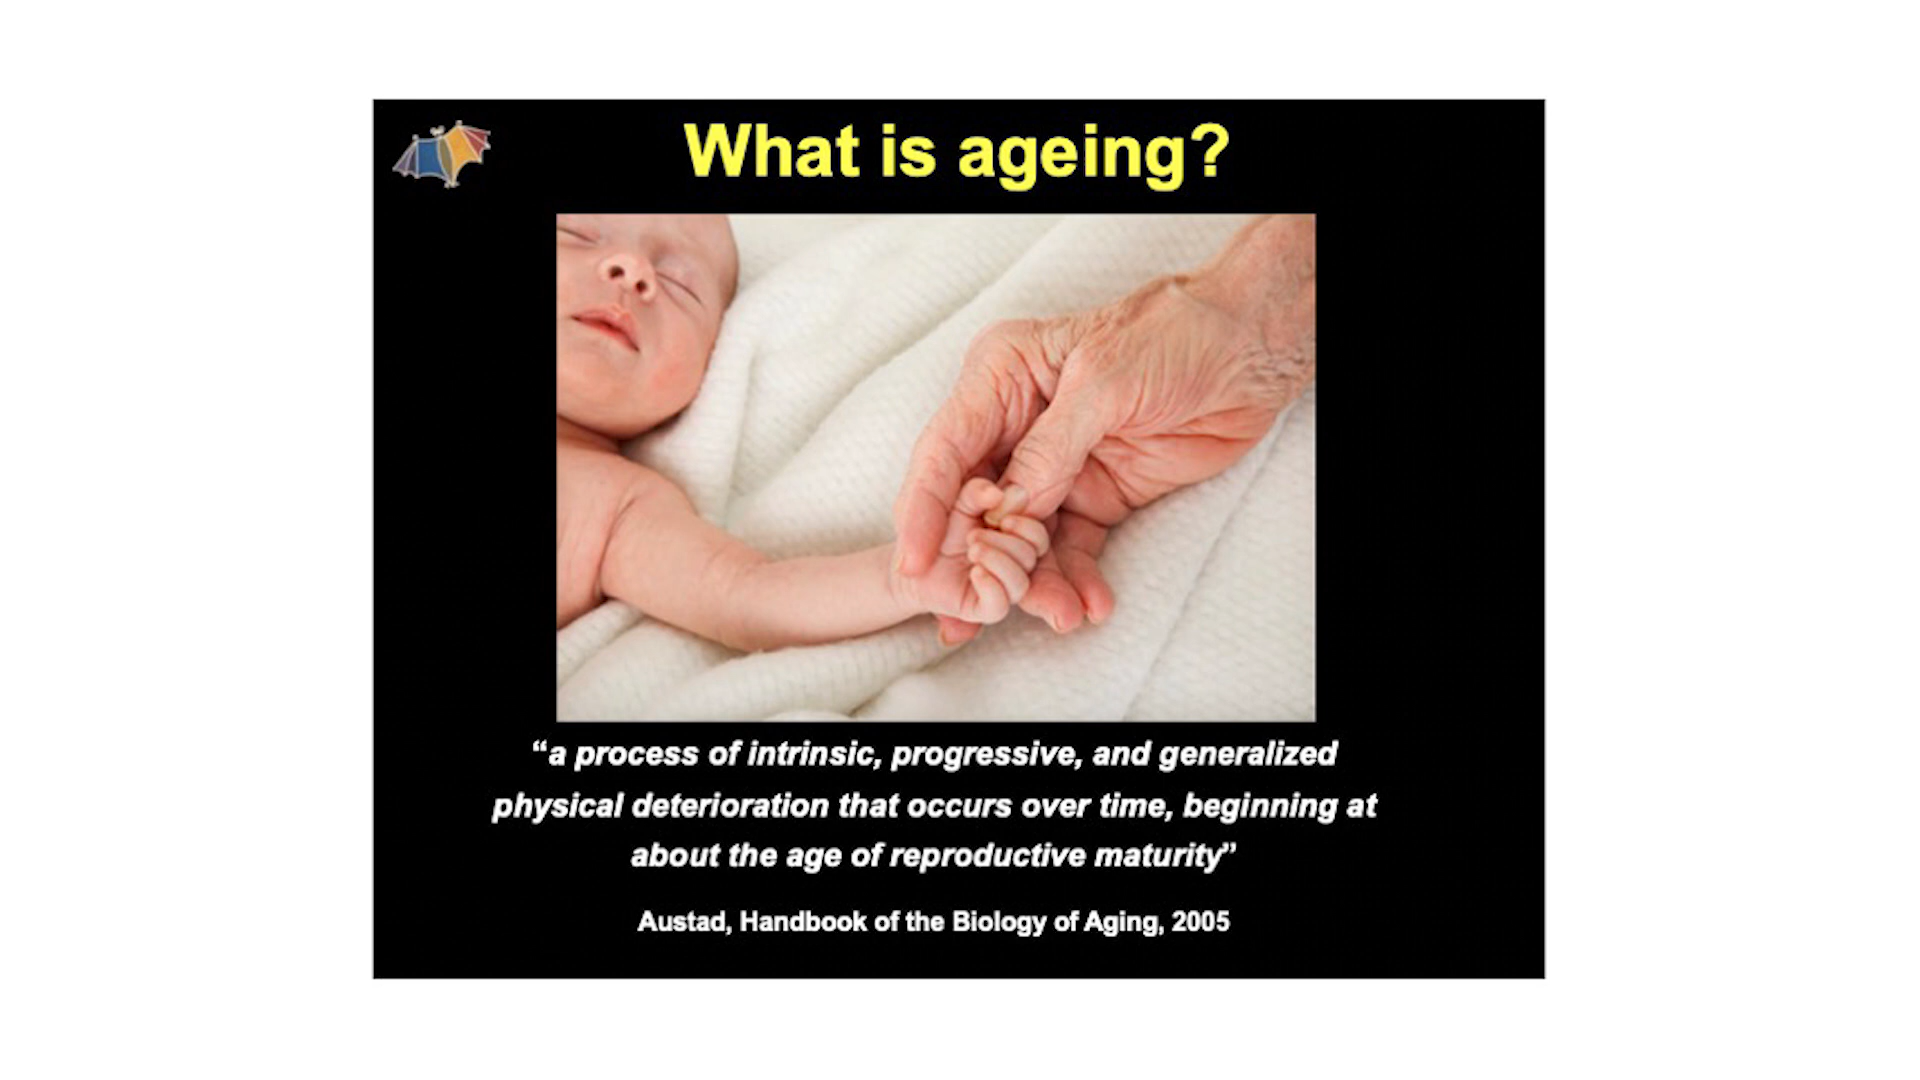 What is ageing?
“a process of intrinsic, progressive, and generalized
physical deterioration that occurs over time, beginning at
about the age of reproductive maturity”
Austad, Handbook of the Biology of Aging, 2005